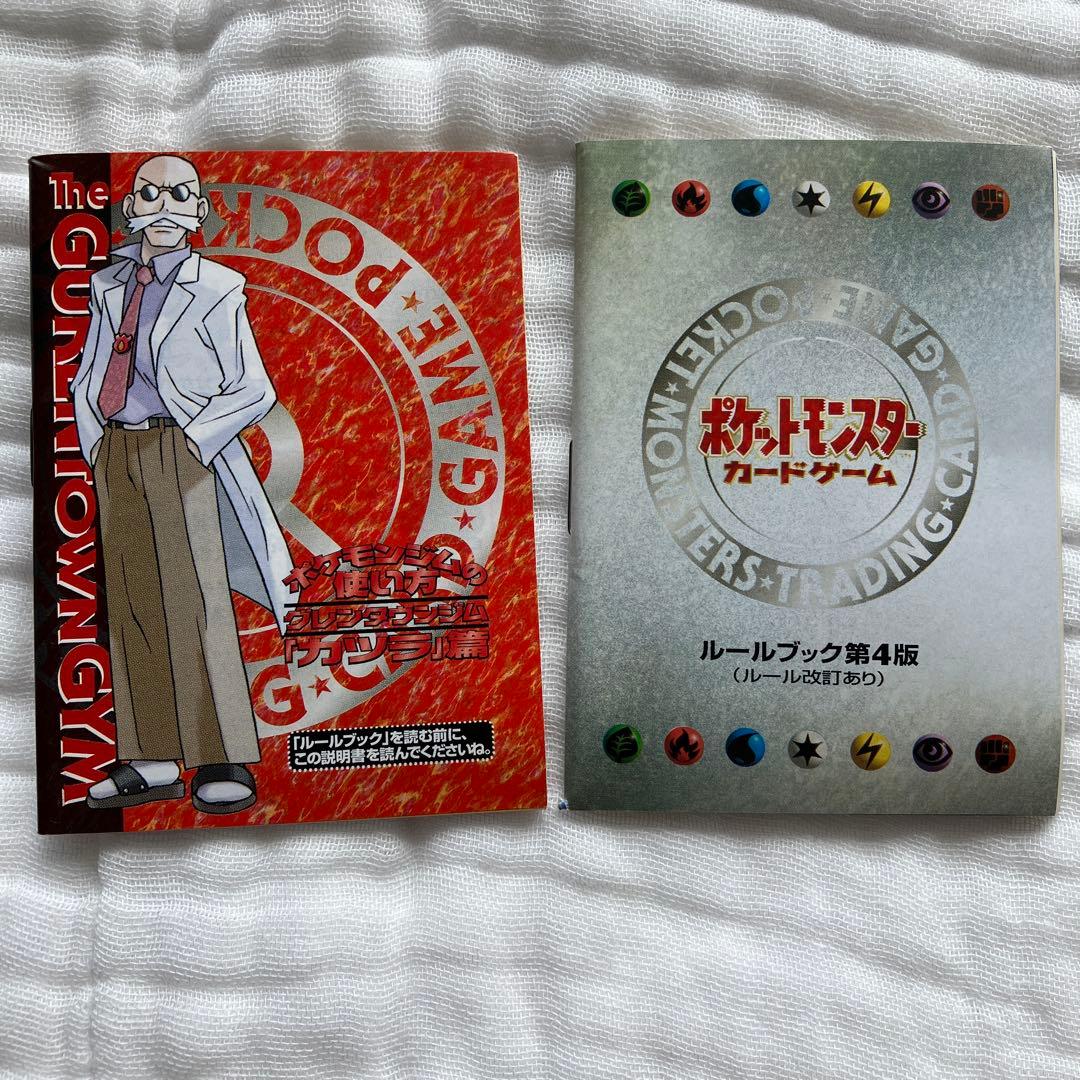 The GURENTOWNGYM
POCKE
GAME
G★C D★
ポケモンジムの
使い方
グレンタウンジム
「カツラ」篇
「ルールブック」を読む前に、
この説明書を読んでくださいね。
POCKET★MONSTERS★TRADING★CARD★GAME
ポケットモンスター
カードゲーム
ルールブック第4版
(ルール改訂あり)